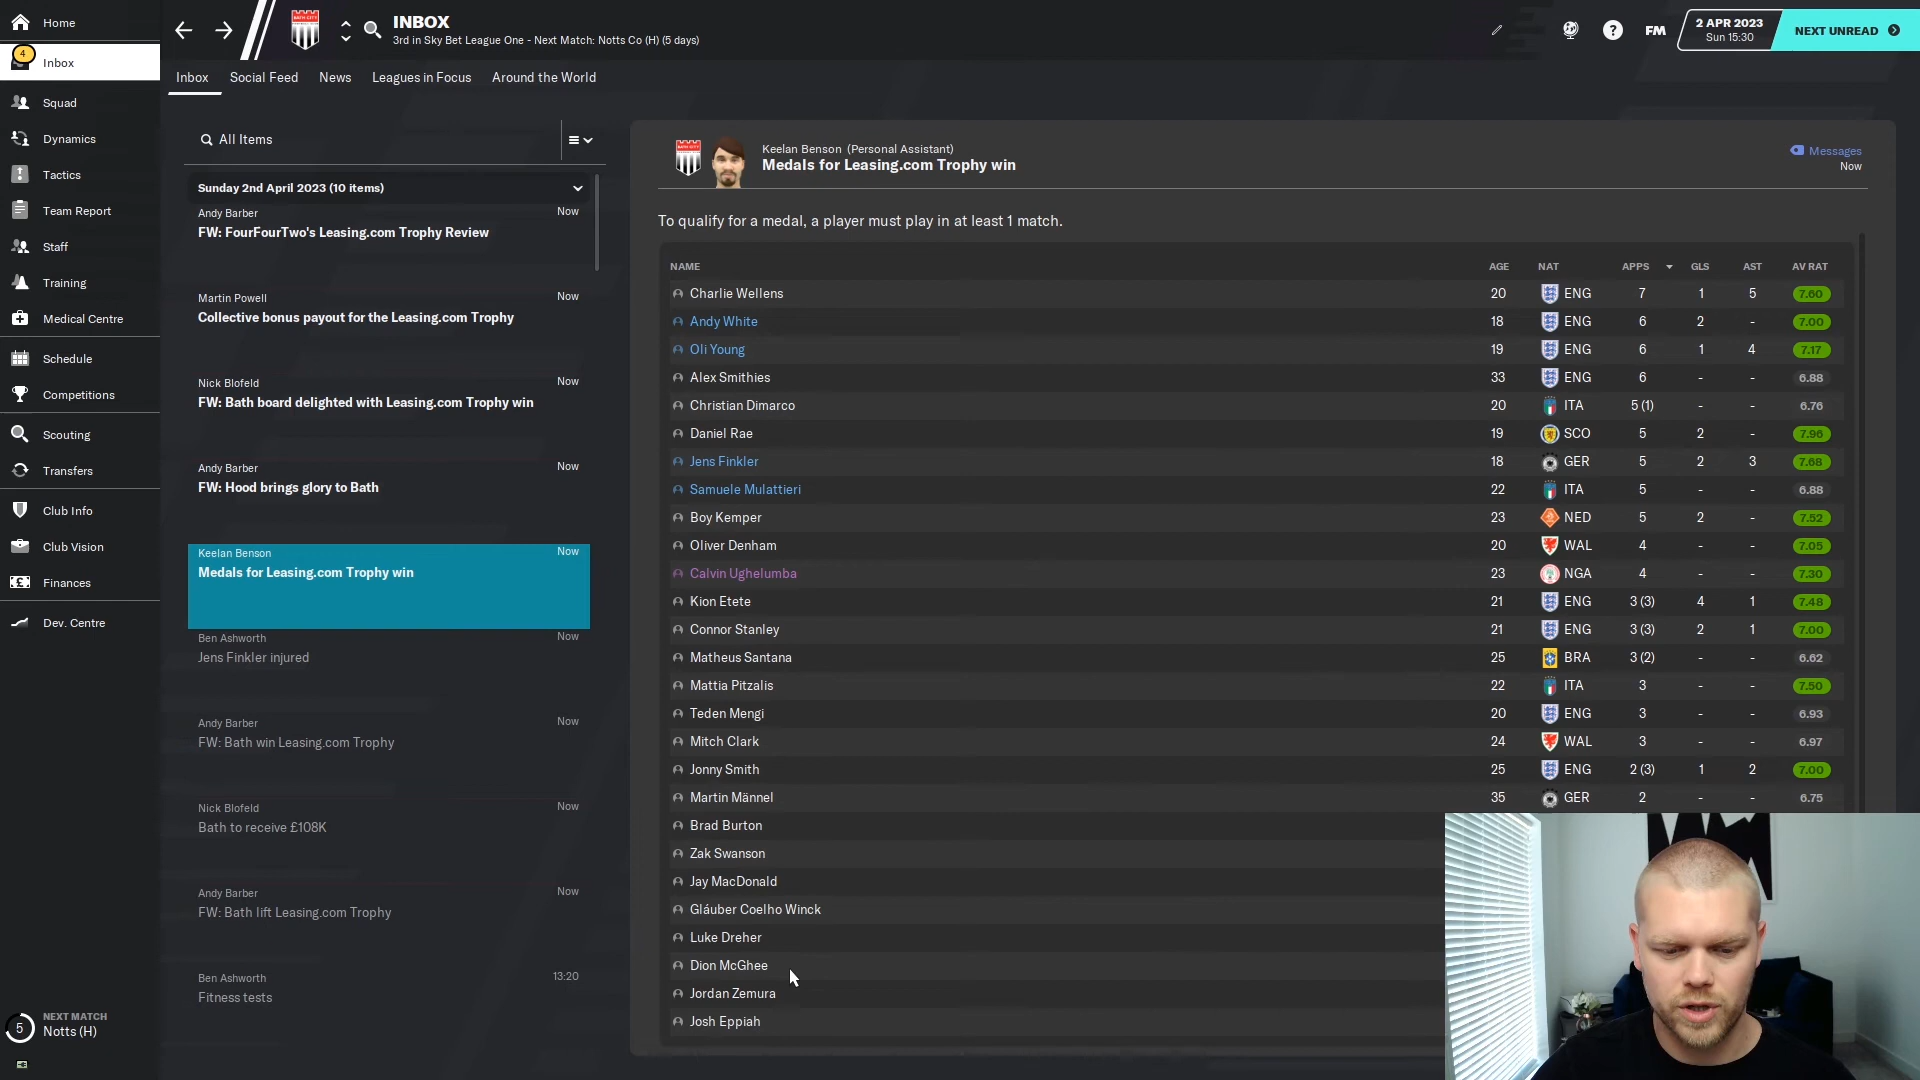 Home
4
Inbox
Squad
Dynamics
Tactics
Team Report
Staff
Training
Medical Centre
Schedule
Competitions
Scouting
Transfers
Club Info
Club Vision
Finances
Dev. Centre
5
NEXT MATCH
Notts (H)
BATH CITY
INBOX
3rd in Sky Bet League One - Next Match: Notts Co (H) (5 days)
?
FM
2 APR 2023
Sun 15:30
NEXT UNREAD
Inbox
Social Feed
News
Leagues in Focus
Around the World
All Items
Sunday 2nd April 2023 (10 items)
Andy Barber Now
FW: FourFourTwo's Leasing.com Trophy Review
Martin Powell Now
Collective bonus payout for the Leasing.com Trophy
Nick Blofeld Now
FW: Bath board delighted with Leasing.com Trophy win
Andy Barber Now
FW: Hood brings glory to Bath
Keelan Benson Now
Medals for Leasing.com Trophy win
Ben Ashworth Now
Jens Finkler injured
Andy Barber Now
FW: Bath win Leasing.com Trophy
Nick Blofeld Now
Bath to receive £108K
Andy Barber Now
FW: Bath lift Leasing.com Trophy
Ben Ashworth 13:20
Fitness tests
BATH CITY
Keelan Benson (Personal Assistant)
Medals for Leasing.com Trophy win
Messages
Now
To qualify for a medal, a player must play in at least 1 match.
NAME AGE NAT APPS GLS AST AV RAT
Charlie Wellens 20 ENG 7 1 5 7.60
Andy White 18 ENG 6 2 - 7.00
Oli Young 19 ENG 6 1 4 7.17
Alex Smithies 33 ENG 6 - - 6.88
Christian Dimarco 20 ITA 5 (1) - - 6.76
Daniel Rae 19 SCO 5 2 - 7.96
Jens Finkler 18 GER 5 2 3 7.68
Samuele Mulattieri 22 ITA 5 - - 6.88
Boy Kemper 23 NED 5 2 - 7.52
Oliver Denham 20 WAL 4 - - 7.05
Calvin Ughelumba 23 NGA 4 - - 7.30
Kion Etete 21 ENG 3 (3) 4 1 7.48
Connor Stanley 21 ENG 3 (3) 2 1 7.00
Matheus Santana 25 BRA 3 (2) - - 6.62
Mattia Pitzalis 22 ITA 3 - - 7.50
Teden Mengi 20 ENG 3 - - 6.93
Mitch Clark 24 WAL 3 - - 6.97
Jonny Smith 25 ENG 2 (3) 1 2 7.00
Martin Männel 35 GER 2 - - 6.75
Brad Burton
Zak Swanson
Jay MacDonald
Gláuber Coelho Winck
Luke Dreher
Dion McGhee
Jordan Zemura
Josh Eppiah